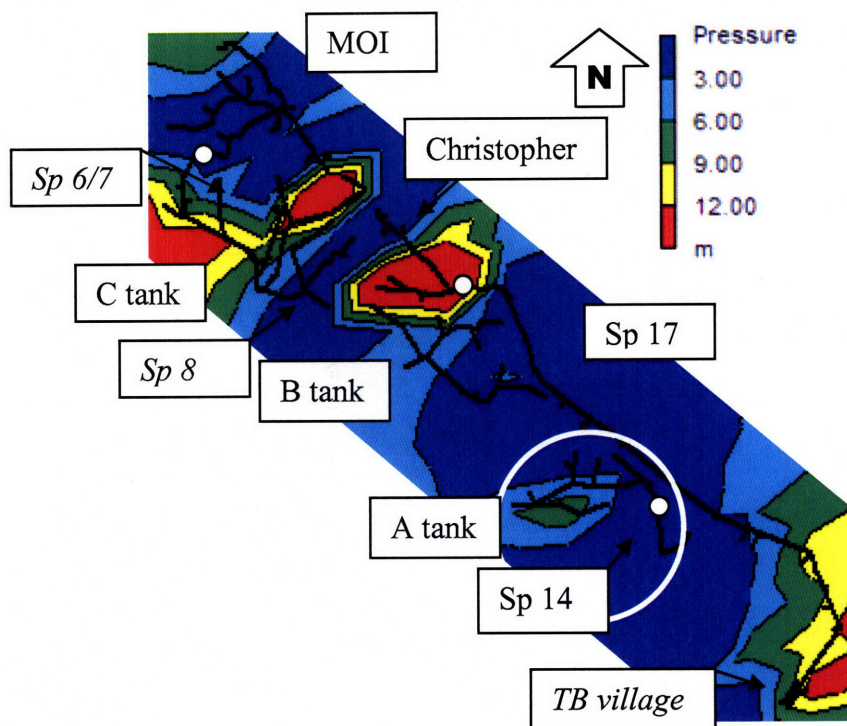 MOI
N
Pressure
3.00
6.00
9.00
12.00
m
Christopher
Sp 6/7
C tank
Sp 17
Sp 8
B tank
A tank
Sp 14
TB village